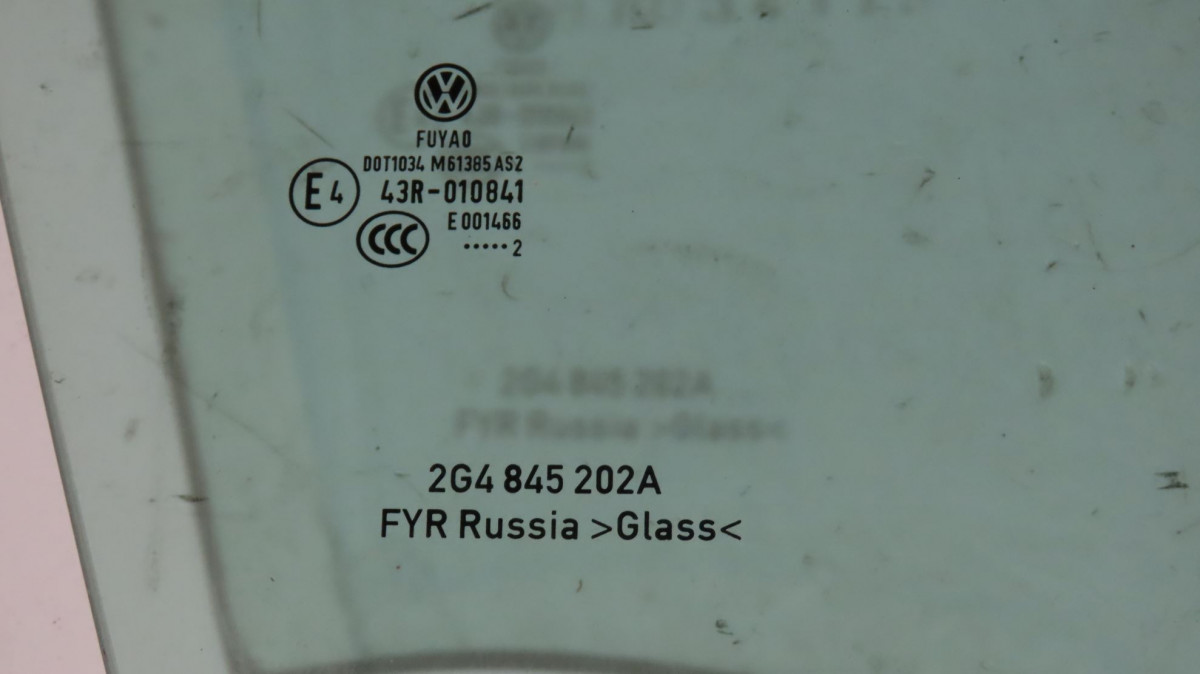 FUYAO
DOT1034 M61385 AS2
E4 43R-010841
E 001466
CCC ·····2
2G4 845 202A
FYR Russia >Glass<